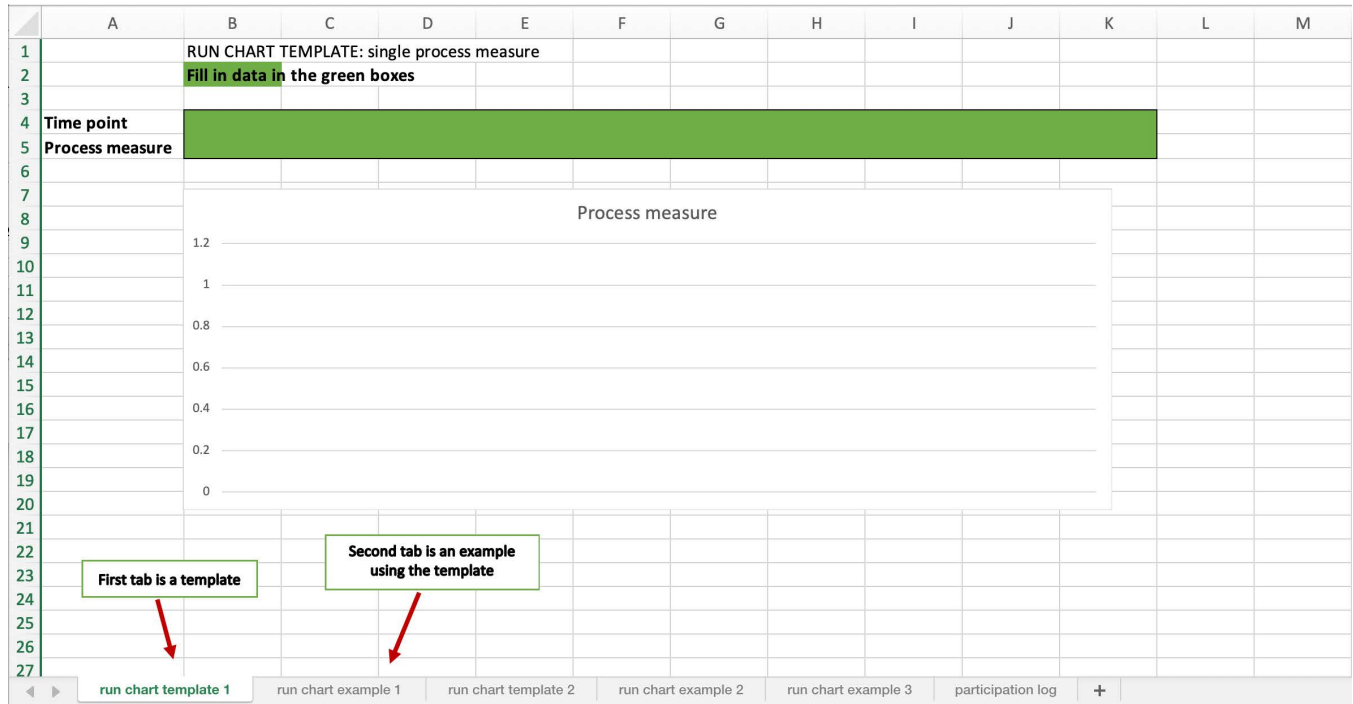 A B C D E F G H I J K L M
1 RUN CHART TEMPLATE: single process measure
2 Fill in data in the green boxes
3
4 Time point
5 Process measure
6
7
8 Process measure
9 1.2
10
11 1
12
13 0.8
14
15 0.6
16 0.4
17
18 0.2
19
20 0
21
22 Second tab is an example
23 First tab is a template using the template
24
25
26
27
run chart template 1 run chart example 1 run chart template 2 run chart example 2 run chart example 3 participation log +